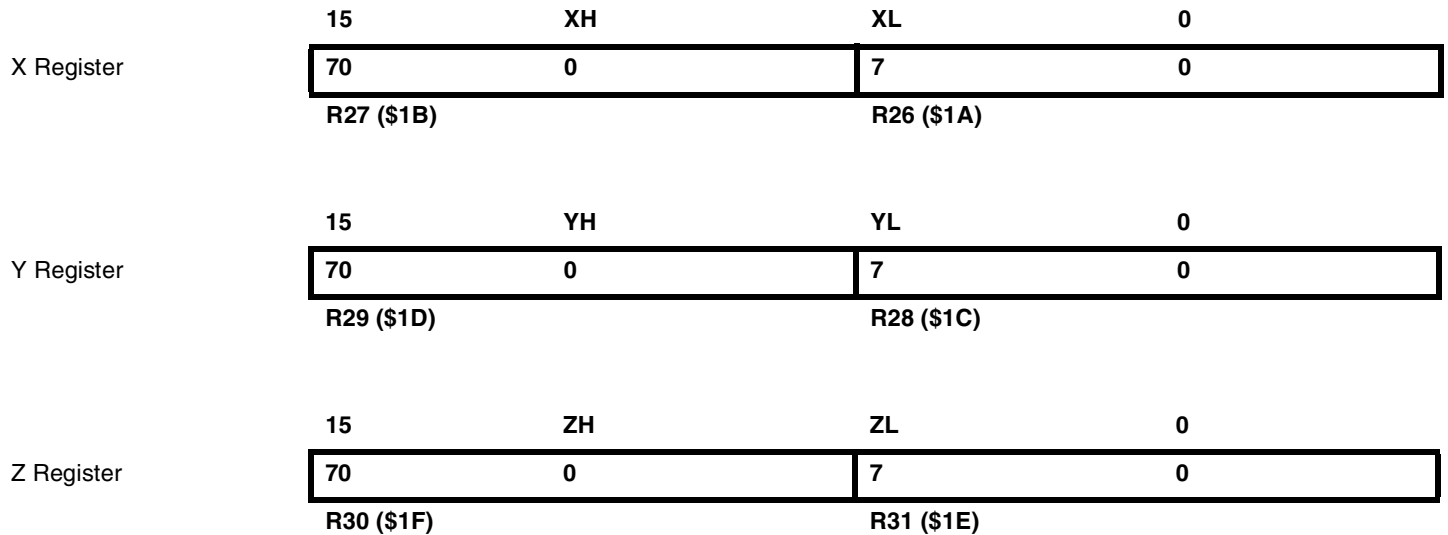 15 XH XL 0
X Register 70 0 7 0
R27 ($1B) R26 ($1A)
15 YH YL 0
Y Register 70 0 7 0
R29 ($1D) R28 ($1C)
15 ZH ZL 0
Z Register 70 0 7 0
R30 ($1F) R31 ($1E)